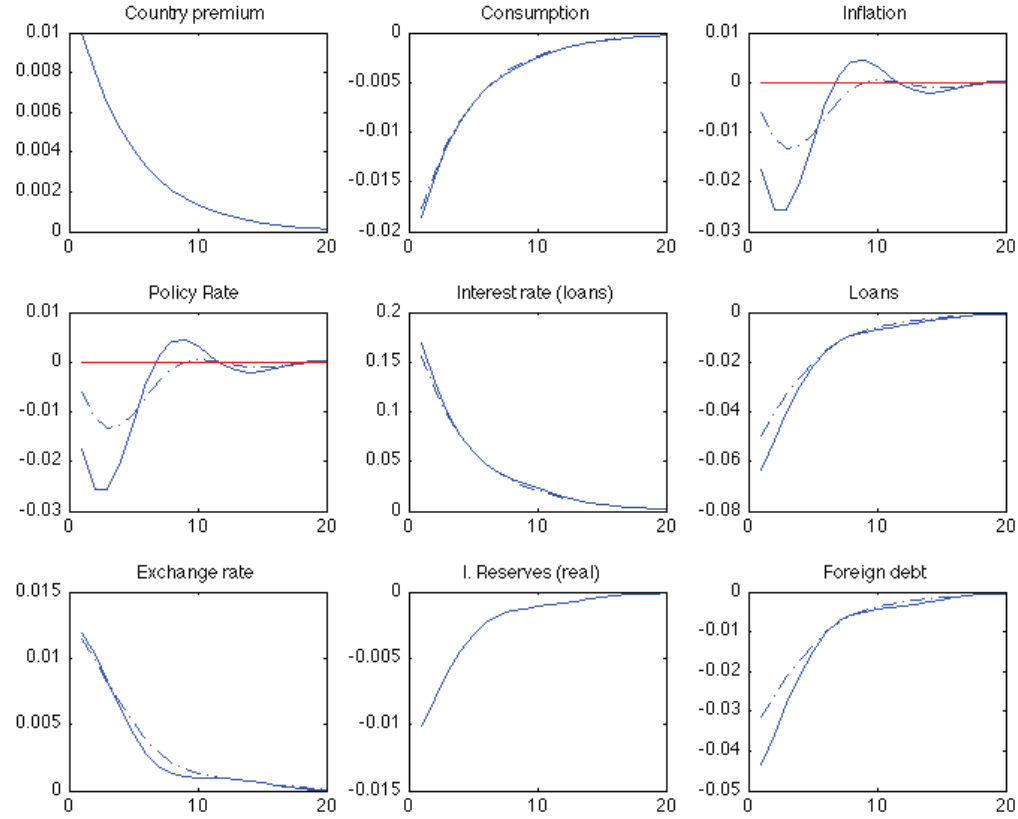 Country premium
0.01
0.008
0.006
0.004
0.002
0
0 10 20
Consumption
0
-0.005
-0.01
-0.015
-0.02
0 10 20
Inflation
0.01
0
-0.01
-0.02
-0.03
0 10 20
Policy Rate
0.01
0
-0.01
-0.02
-0.03
0 10 20
Interest rate (loans)
0.2
0.15
0.1
0.05
0
0 10 20
Loans
0
-0.02
-0.04
-0.06
-0.08
0 10 20
Exchange rate
0.015
0.01
0.005
0
0 10 20
I. Reserves (real)
0
-0.005
-0.01
-0.015
0 10 20
Foreign debt
0
-0.01
-0.02
-0.03
-0.04
-0.05
0 10 20